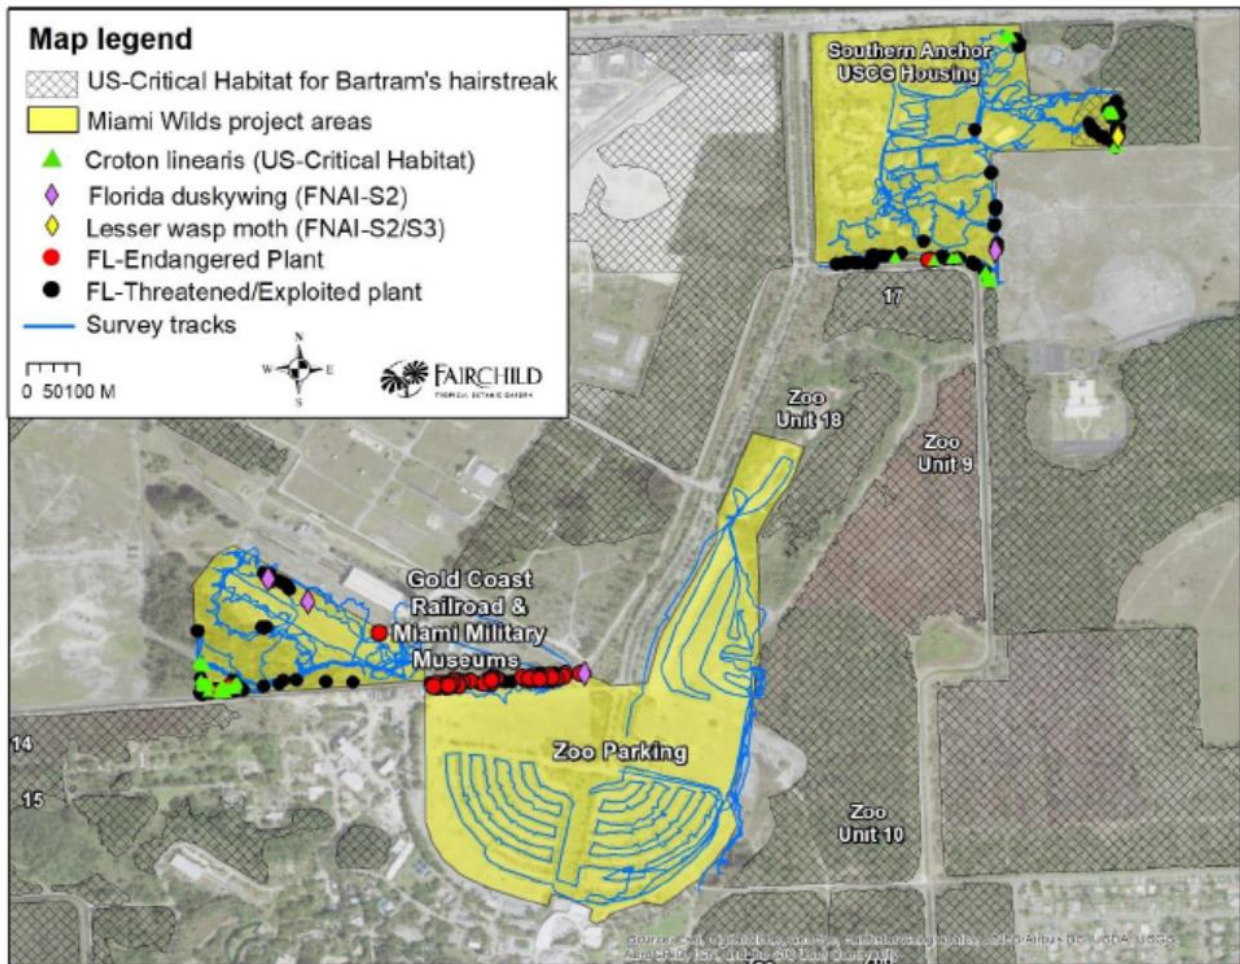 Map legend
US-Critical Habitat for Bartram's hairstreak
Miami Wilds project areas
Croton linearis (US-Critical Habitat)
Florida duskywing (FNAI-S2)
Lesser wasp moth (FNAI-S2/S3)
FL-Endangered Plant
FL-Threatened/Exploited plant
Survey tracks
N
W E
S
0 50100 M
FAIRCHILD
TROPICAL BOTANIC GARDEN
Southern Anchor
USCG Housing
17
Zoo
Unit 18
Zoo
Unit 9
Gold Coast
Railroad &
Miami Military
Museums
Zoo Parking
14
15
Zoo
Unit 10